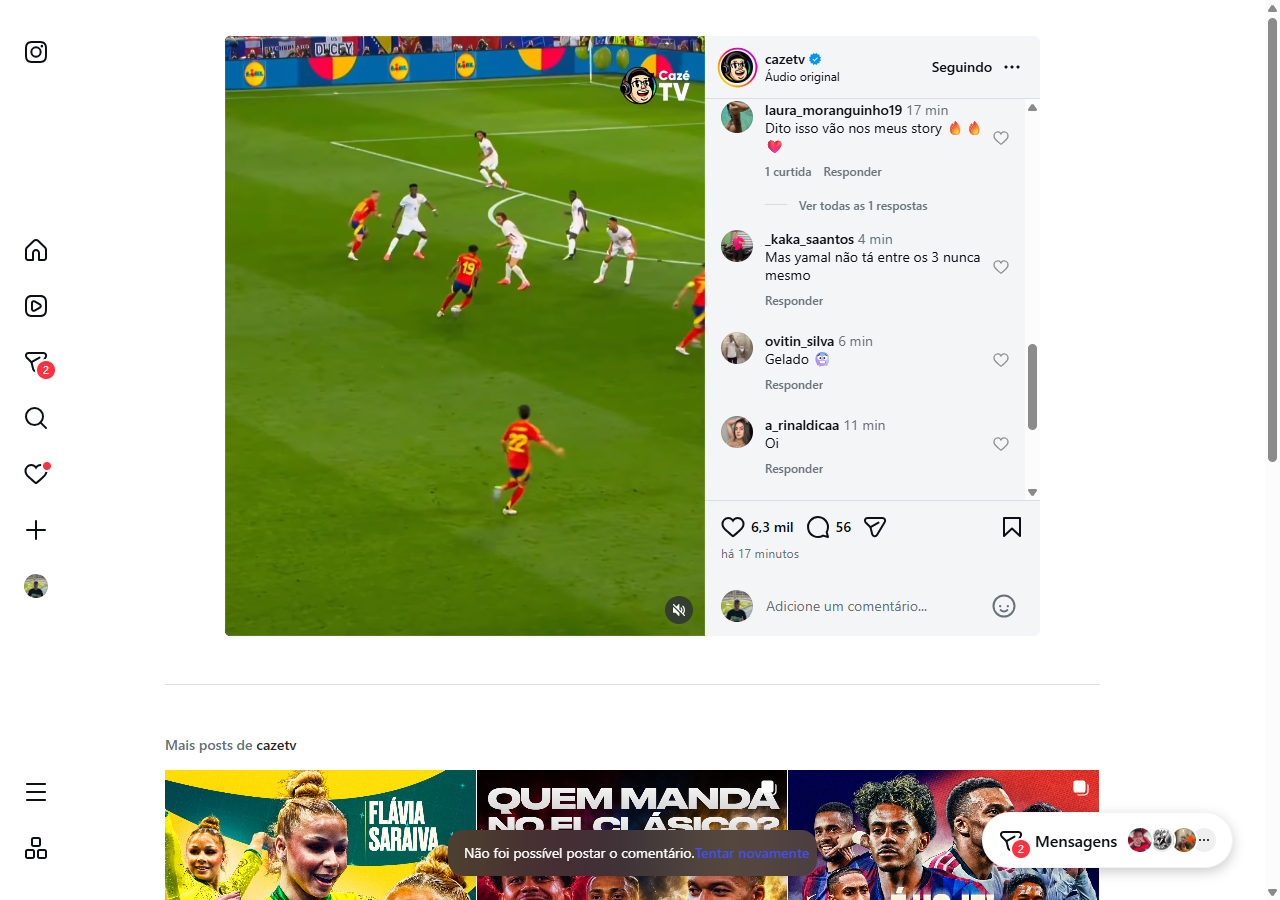 Cazé
TV
19
22
cazetv
Áudio original
Seguindo
laura_moranguinho19 17 min
Dito isso vão nos meus story 🔥 🔥
❤️
1 curtida Responder
Ver todas as 1 respostas
_kaka_saantos 4 min
Mas yamal não tá entre os 3 nunca
mesmo
Responder
ovitin_silva 6 min
Gelado 🥶
Responder
a_rinaldicaa 11 min
Oi
Responder
6,3 mil 56
há 17 minutos
Adicione um comentário...
2
Mais posts de cazetv
FLÁVIA
SARAIVA
QUEM MANDA
NO EL CLÁSICO?
Não foi possível postar o comentário. Tentar novamente
2
Mensagens